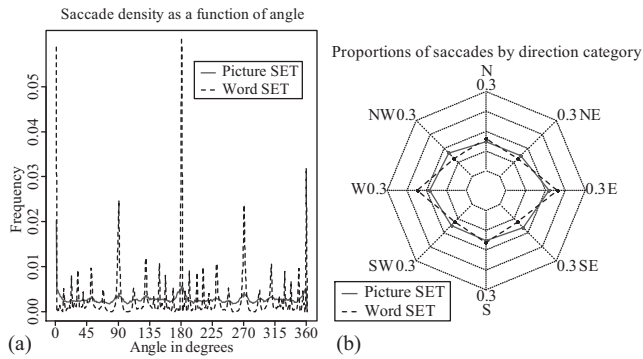 Saccade density as a function of angle
Frequency
0.00
0.01
0.02
0.03
0.04
0.05
Picture SET
Word SET
0 45 90 135 180 225 270 315 360
Angle in degrees
(a)
Proportions of saccades by direction category
N
0.3
NW0.3
0.3 NE
W0.3
0.3E
SW0.3
0.3SE
0.3
S
Picture SET
Word SET
(b)